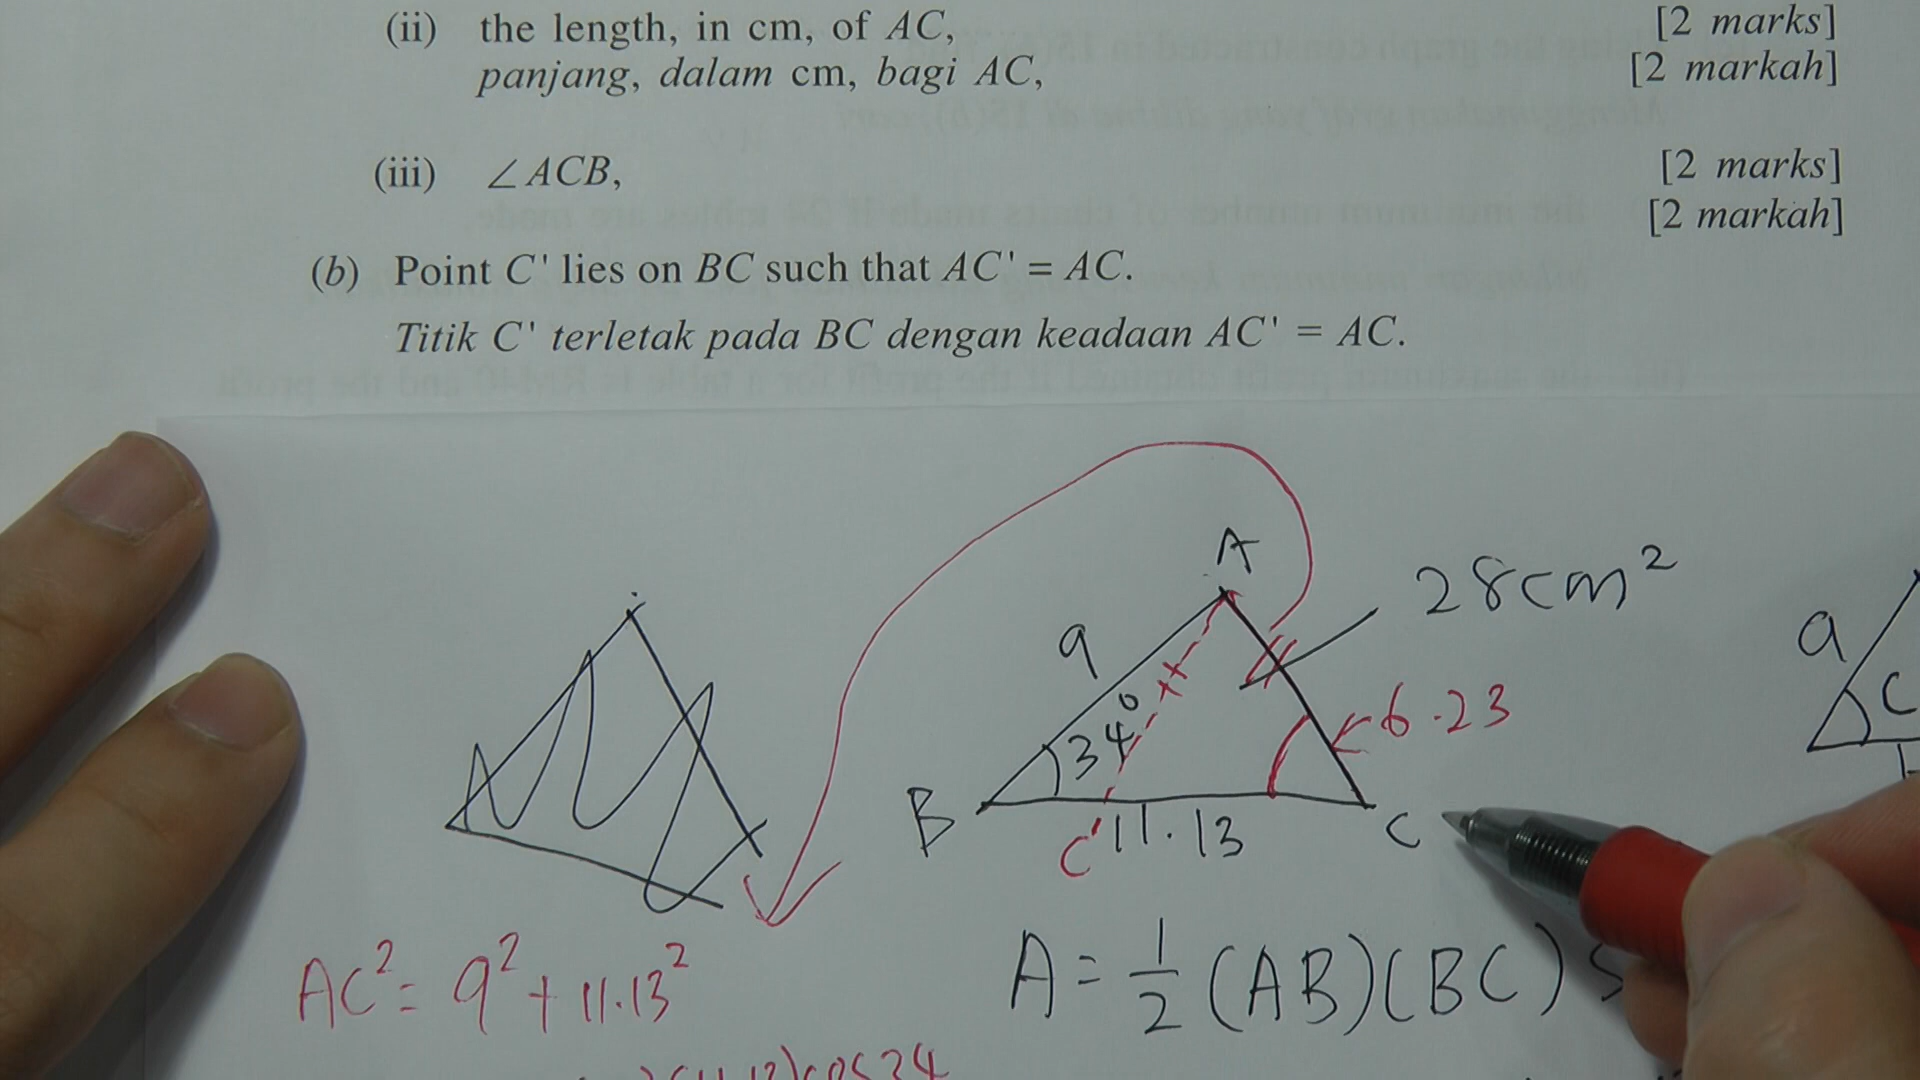 (ii) the length, in cm, of AC, [2 marks]
panjang, dalam cm, bagi AC, [2 markah]
(iii) ∠ACB, [2 marks]
[2 markah]
(b) Point C' lies on BC such that AC' = AC.
Titik C' terletak pada BC dengan keadaan AC' = AC.
A
28cm²
9
a
34°
6.23
C
B
C'
11.13
C
A = ½ (AB)(BC) s
AC² = 9² + 11.13²